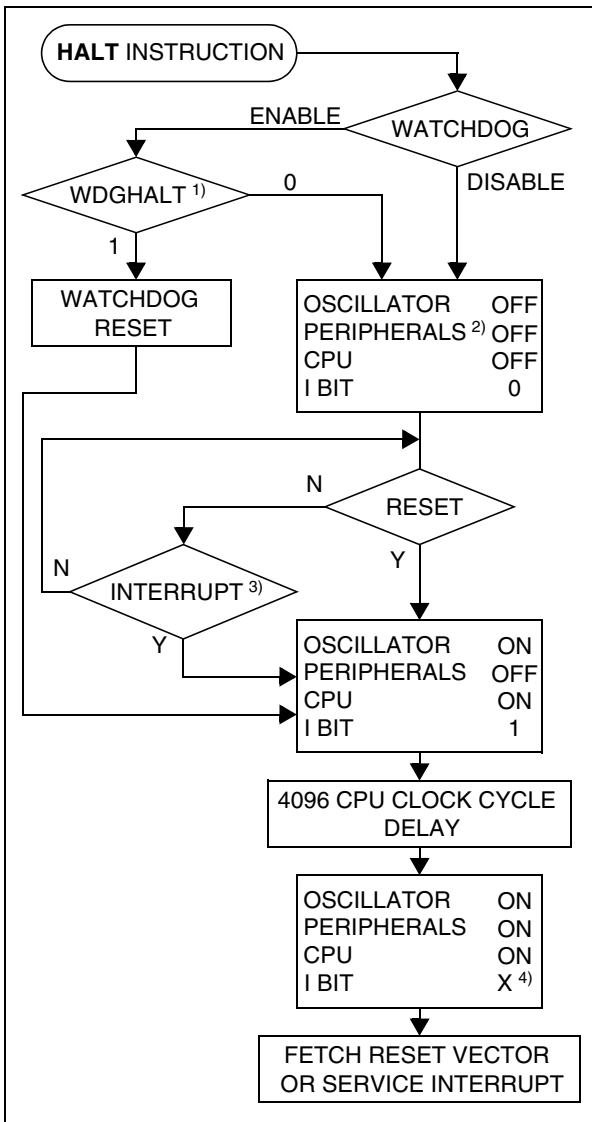 HALT INSTRUCTION
ENABLE
WATCHDOG
WDGHALT 1)
0
DISABLE
1
WATCHDOG
RESET
OSCILLATOR OFF
PERIPHERALS 2) OFF
CPU OFF
I BIT 0
N
RESET
Y
N
INTERRUPT 3)
Y
OSCILLATOR ON
PERIPHERALS OFF
CPU ON
I BIT 1
4096 CPU CLOCK CYCLE
DELAY
OSCILLATOR ON
PERIPHERALS ON
CPU ON
I BIT X 4)
FETCH RESET VECTOR
OR SERVICE INTERRUPT